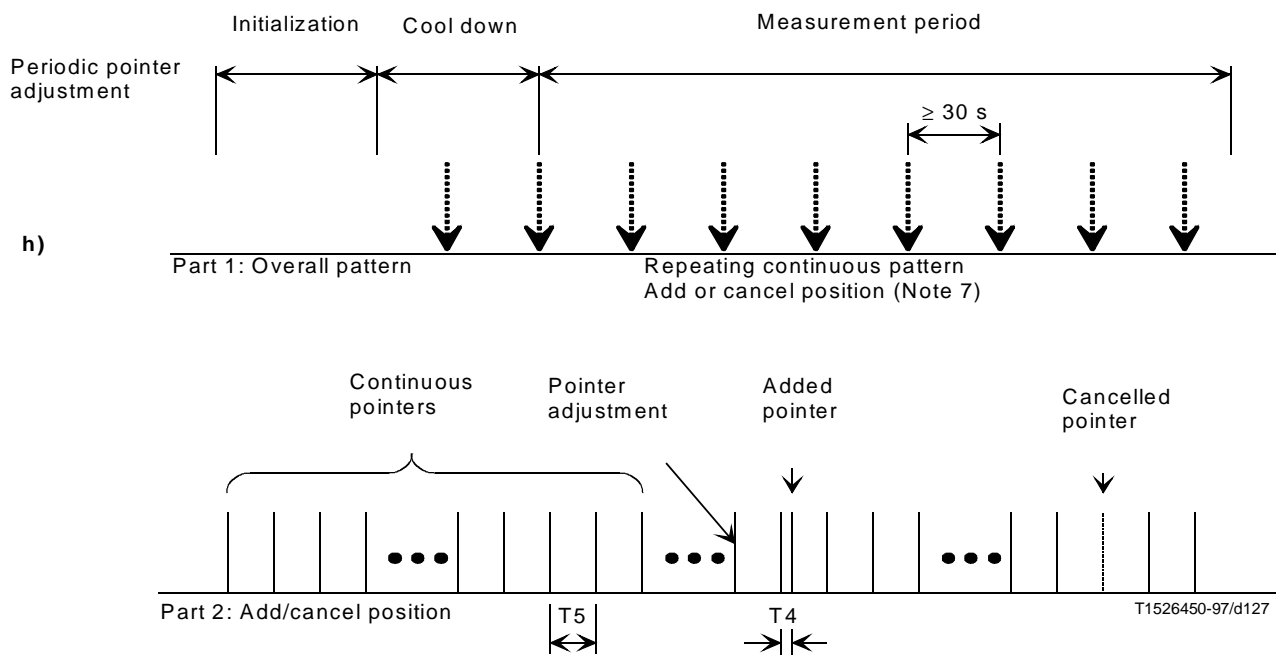 Initialization
Cool down
Measurement period
Periodic pointer
adjustment
≥ 30 s
h)
Part 1: Overall pattern
Repeating continuous pattern
Add or cancel position (Note 7)
Continuous
pointers
Pointer
adjustment
Added
pointer
Cancelled
pointer
Part 2: Add/cancel position
T5
T4
T1526450-97/d127